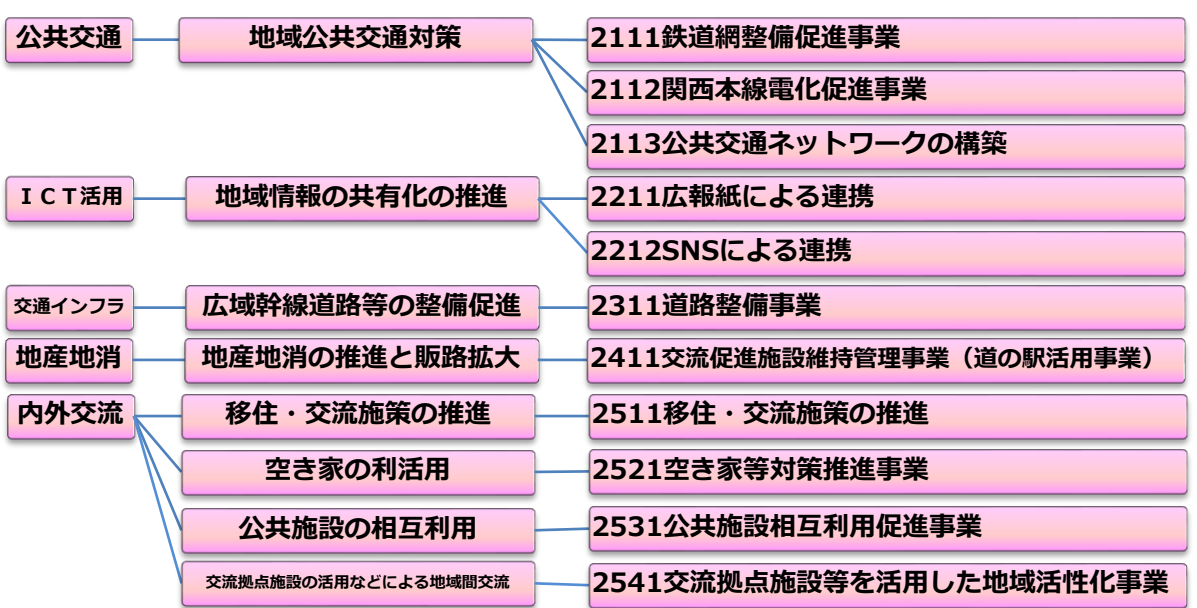 公共交通
地域公共交通対策
2111鉄道網整備促進事業
2112関西本線電化促進事業
2113公共交通ネットワークの構築
ＩＣＴ活用
地域情報の共有化の推進
2211広報紙による連携
2212SNSによる連携
交通インフラ
広域幹線道路等の整備促進
2311道路整備事業
地産地消
地産地消の推進と販路拡大
2411交流促進施設維持管理事業（道の駅活用事業）
内外交流
移住・交流施策の推進
2511移住・交流施策の推進
空き家の利活用
2521空き家等対策推進事業
公共施設の相互利用
2531公共施設相互利用促進事業
交流拠点施設の活用などによる地域間交流
2541交流拠点施設等を活用した地域活性化事業